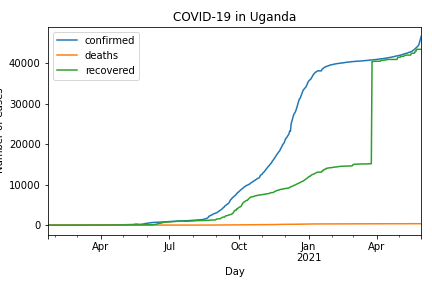 COVID-19 in Uganda
confirmed
deaths
recovered
40000
30000
20000
10000
0
Apr
Jul
Oct
Jan
2021
Apr
Day